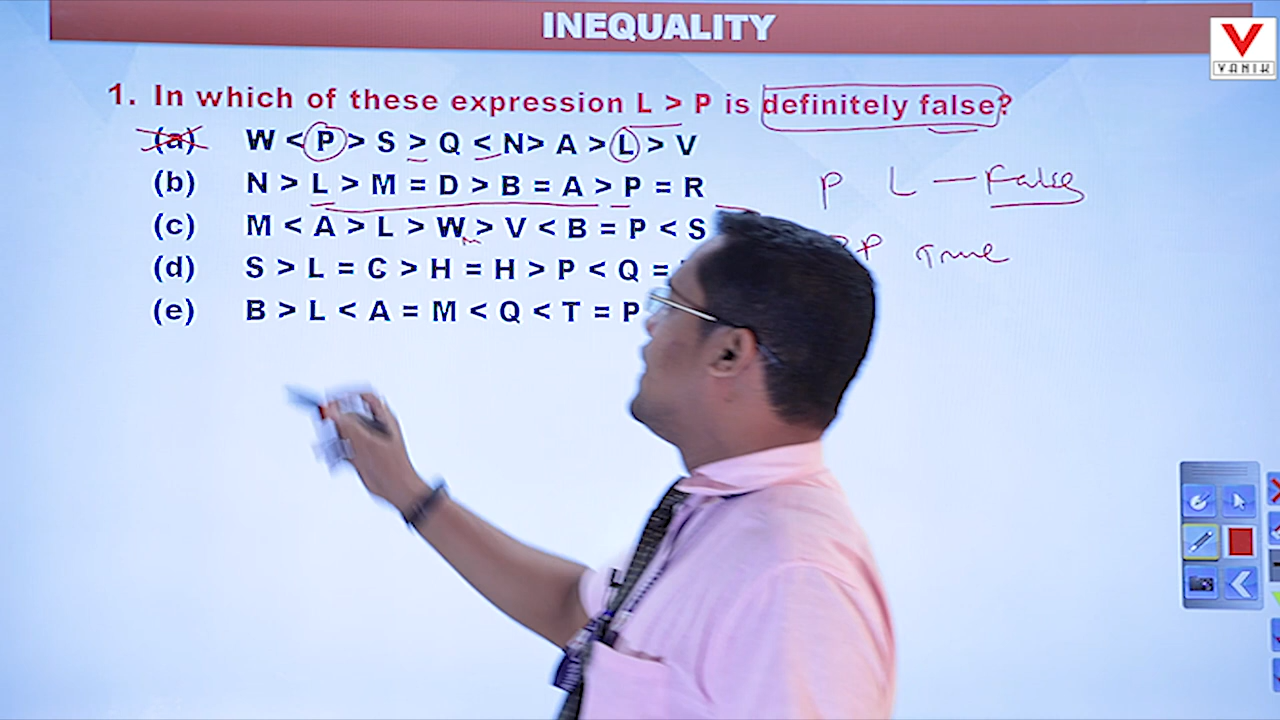 INEQUALITY
VANIK
1. In which of these expression L > P is definitely false?
(a) W < P > S > Q < N > A > L > V
(b) N > L > M = D > B = A > P = R
(c) M < A > L > W > V < B = P < S
(d) S > L = G > H = H > P < Q =
(e) B > L < A = M < Q < T = P
P L — False
P True